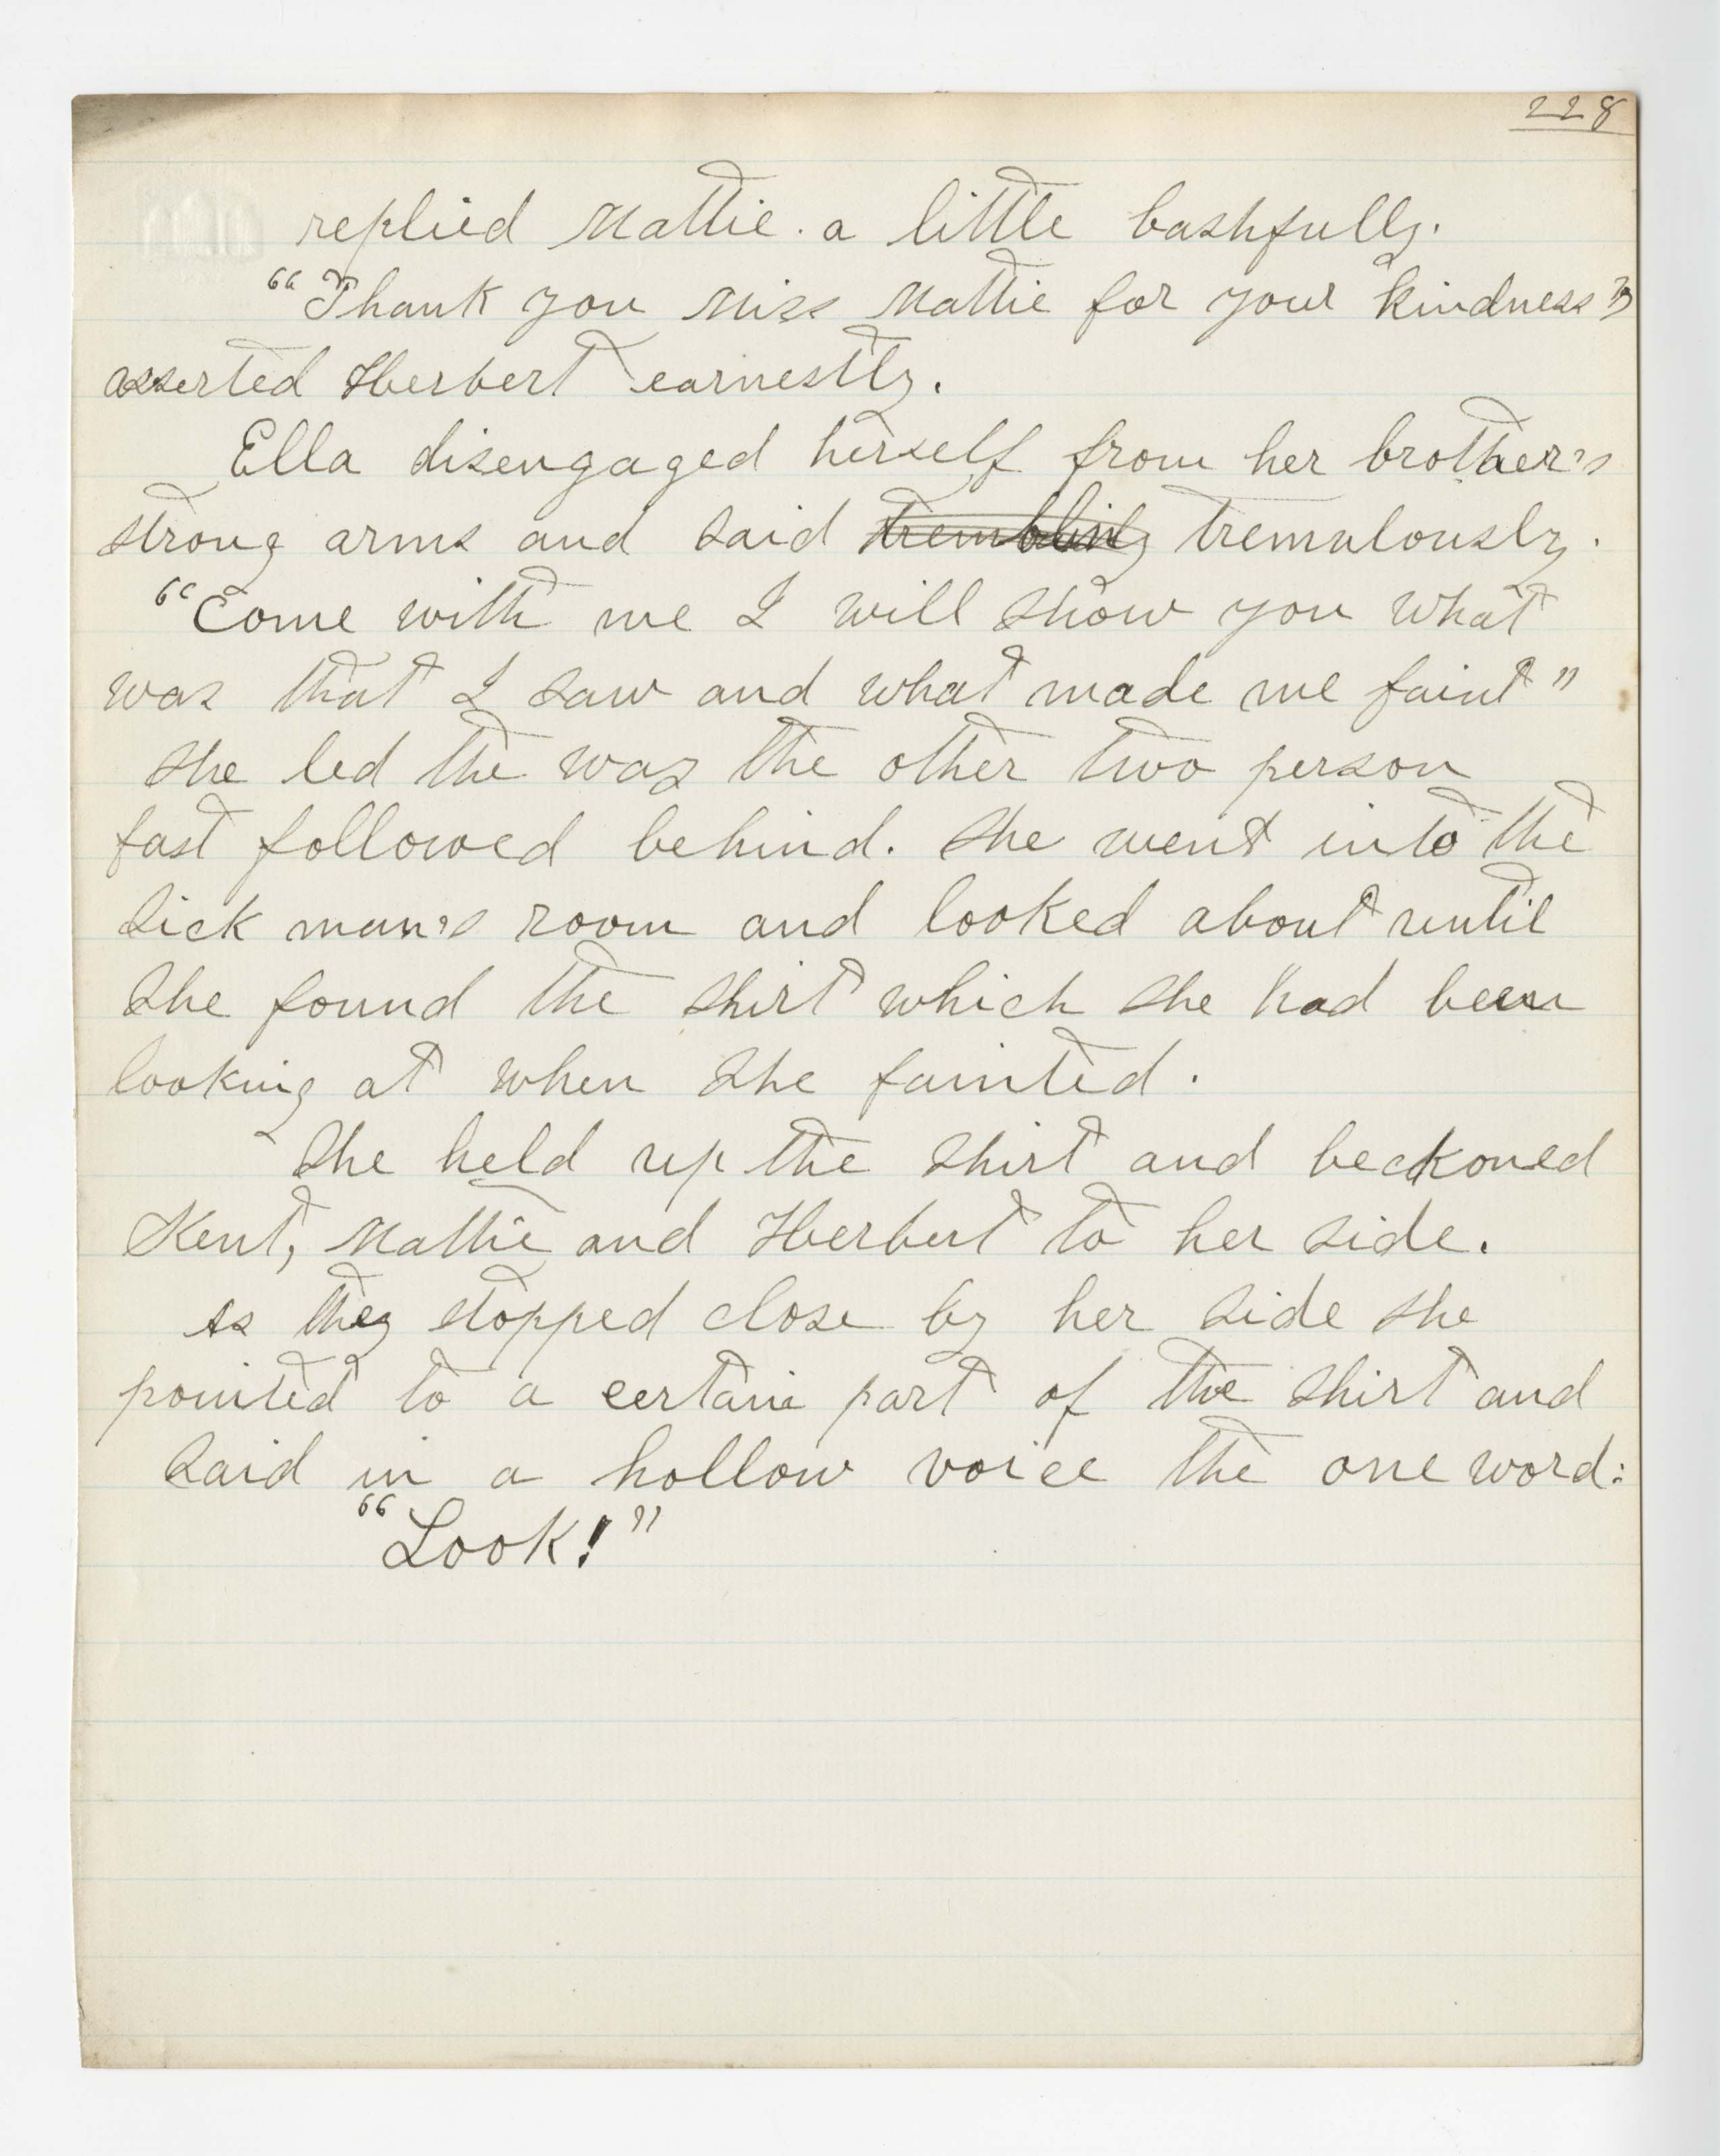 228
replied Mattie. a little bashfully.
"Thank you Miss Mattie for your kindness"
asserted Herbert earnestly.
Ella disengaged herself from her brother's
strong arms and said trembling tremulously.
"Come with me I will show you what
was that I saw and what made me faint"
She led the way the other two person
fast followed behind. She went into the
sick man's room and looked about until
she found the shirt which she had been
looking at when she fainted.
She held up the shirt and beckoned
Kent, Mattie and Herbert to her side.
As they stopped close by her side she
pointed to a certain part of the shirt and
said in a hollow voice the one word:
"Look!"